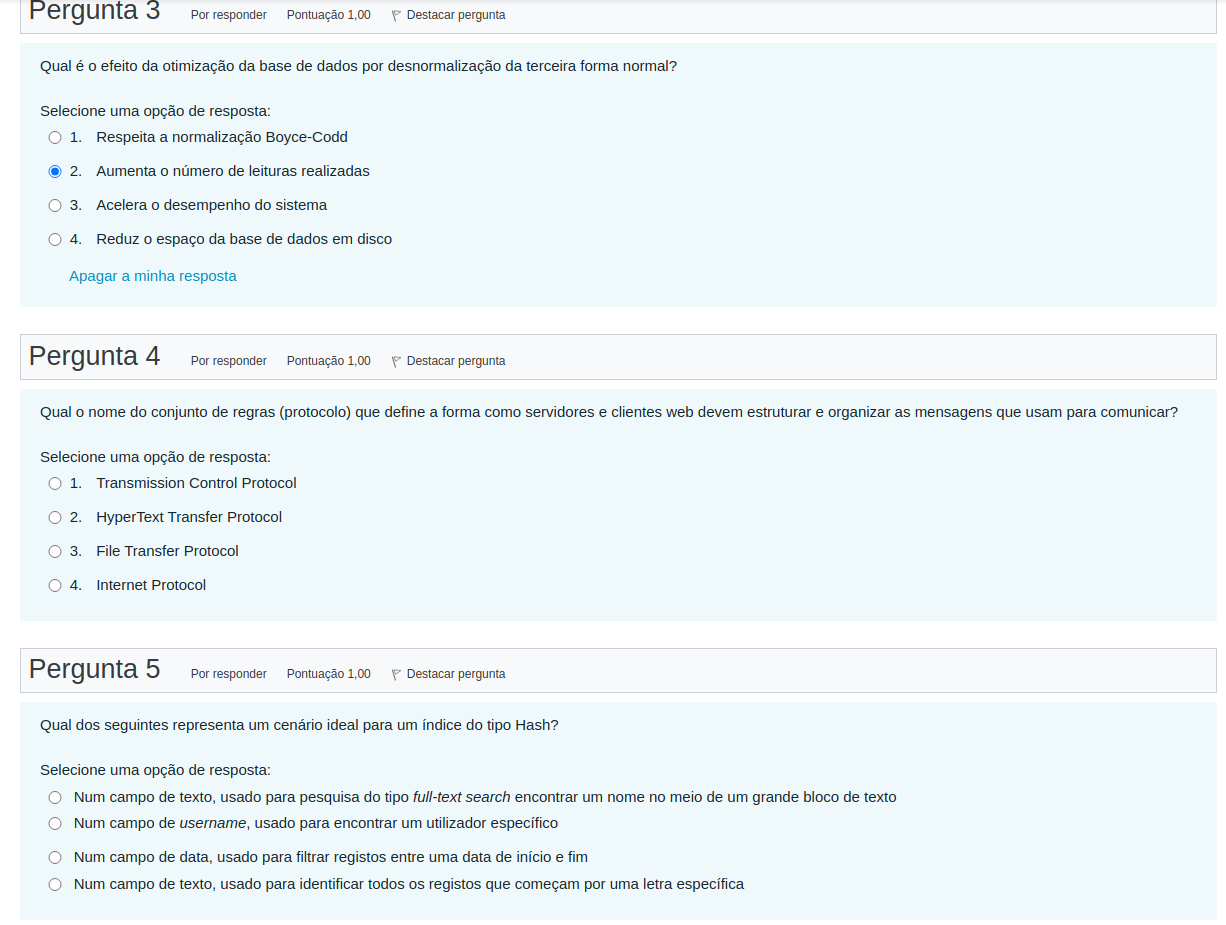 Pergunta 3 Por responder Pontuação 1,00 Destacar pergunta
Qual é o efeito da otimização da base de dados por desnormalização da terceira forma normal?
Selecione uma opção de resposta:
1. Respeita a normalização Boyce-Codd
2. Aumenta o número de leituras realizadas
3. Acelera o desempenho do sistema
4. Reduz o espaço da base de dados em disco
Apagar a minha resposta
Pergunta 4 Por responder Pontuação 1,00 Destacar pergunta
Qual o nome do conjunto de regras (protocolo) que define a forma como servidores e clientes web devem estruturar e organizar as mensagens que usam para comunicar?
Selecione uma opção de resposta:
1. Transmission Control Protocol
2. HyperText Transfer Protocol
3. File Transfer Protocol
4. Internet Protocol
Pergunta 5 Por responder Pontuação 1,00 Destacar pergunta
Qual dos seguintes representa um cenário ideal para um índice do tipo Hash?
Selecione uma opção de resposta:
Num campo de texto, usado para pesquisa do tipo full-text search encontrar um nome no meio de um grande bloco de texto
Num campo de username, usado para encontrar um utilizador específico
Num campo de data, usado para filtrar registos entre uma data de início e fim
Num campo de texto, usado para identificar todos os registos que começam por uma letra específica